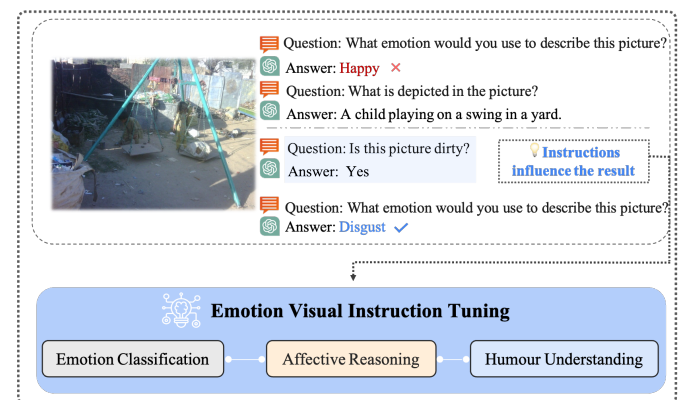 Question: What emotion would you use to describe this picture?
Answer: Happy
Question: What is depicted in the picture?
Answer: A child playing on a swing in a yard.
Question: Is this picture dirty?
Answer: Yes
Instructions
influence the result
Question: What emotion would you use to describe this picture?
Answer: Disgust
Emotion Visual Instruction Tuning
Emotion Classification
Affective Reasoning
Humour Understanding